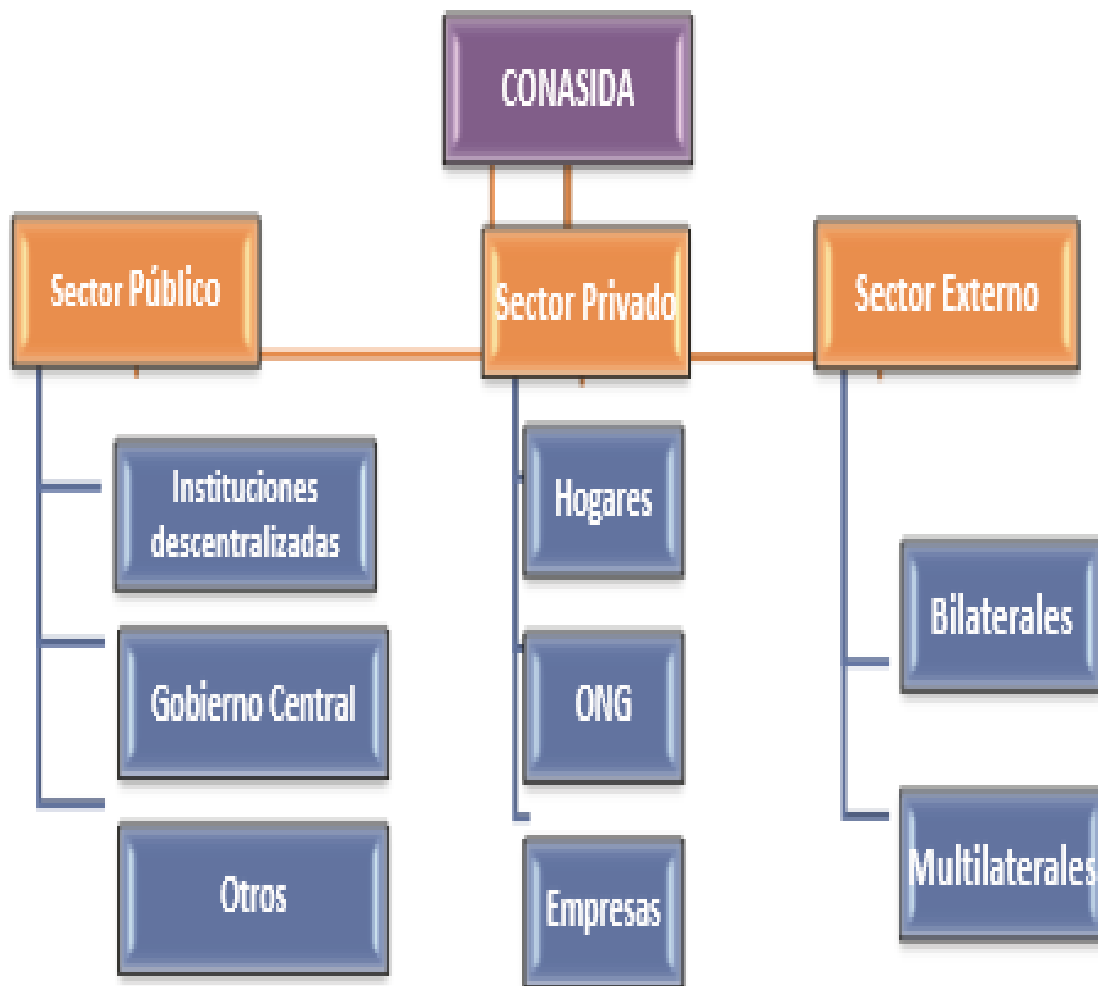 CONASIDA
Sector Público
Sector Privado
Sector Externo
Instituciones
descentralizadas
Gobierno Central
Otros
Hogares
ONG
Empresas
Bilaterales
Multilaterales